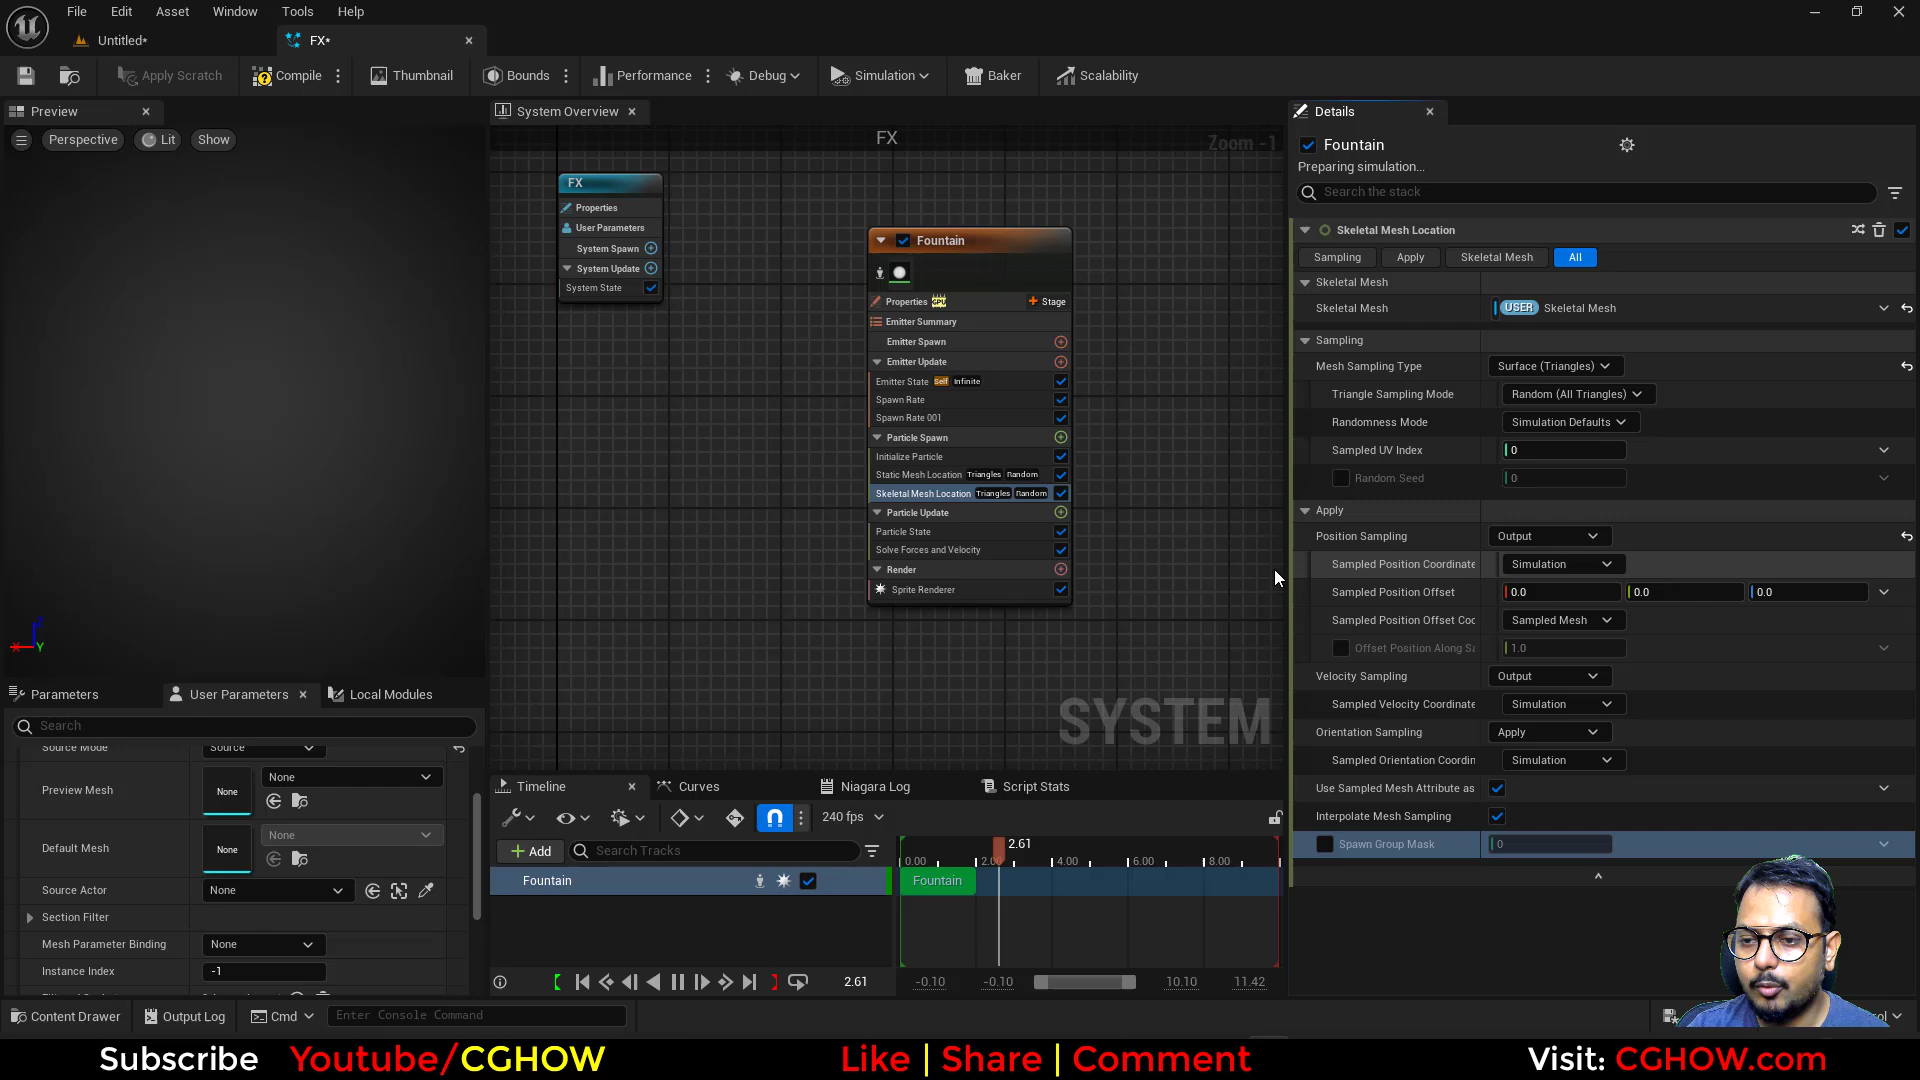 File Edit Asset Window Tools Help
Untitled* FX*
Apply Scratch Compile Thumbnail Bounds Performance Debug Simulation Baker Scalability
Preview System Overview Details
Perspective Lit Show
FX
Zoom -1
FX
Properties
User Parameters
System Spawn
System Update
System State
Fountain
Properties GPU Stage
Emitter Summary
Emitter Spawn
Emitter Update
Emitter State Self Infinite
Spawn Rate
Spawn Rate 001
Particle Spawn
Initialize Particle
Static Mesh Location Triangles Random
Skeletal Mesh Location Triangles Random
Particle Update
Particle State
Solve Forces and Velocity
Render
Sprite Renderer
SYSTEM
Fountain
Preparing simulation...
Search the stack
Skeletal Mesh Location
Sampling Apply Skeletal Mesh All
Skeletal Mesh
Skeletal Mesh USER Skeletal Mesh
Sampling
Mesh Sampling Type Surface (Triangles)
Triangle Sampling Mode Random (All Triangles)
Randomness Mode Simulation Defaults
Sampled UV Index 0
Random Seed 0
Apply
Position Sampling Output
Sampled Position Coordinate Simulation
Sampled Position Offset 0.0 0.0 0.0
Sampled Position Offset Coo Sampled Mesh
Offset Position Along Sa 1.0
Velocity Sampling Output
Sampled Velocity Coordinate Simulation
Orientation Sampling Apply
Sampled Orientation Coordin Simulation
Use Sampled Mesh Attribute as
Interpolate Mesh Sampling
Spawn Group Mask 0
X Y Z
Parameters User Parameters Local Modules
Search
Source Mode Source
Preview Mesh None None
Default Mesh None None
Source Actor None
Section Filter
Mesh Parameter Binding None
Instance Index -1
Timeline Curves Niagara Log Script Stats
240 fps
Add Search Tracks
2.61
0.00 2.00 4.00 6.00 8.00
Fountain Fountain
2.61 -0.10 -0.10 10.10 11.42
Content Drawer Output Log Cmd Enter Console Command
Subscribe Youtube/CGHOW Like | Share | Comment Visit: CGHOW.com